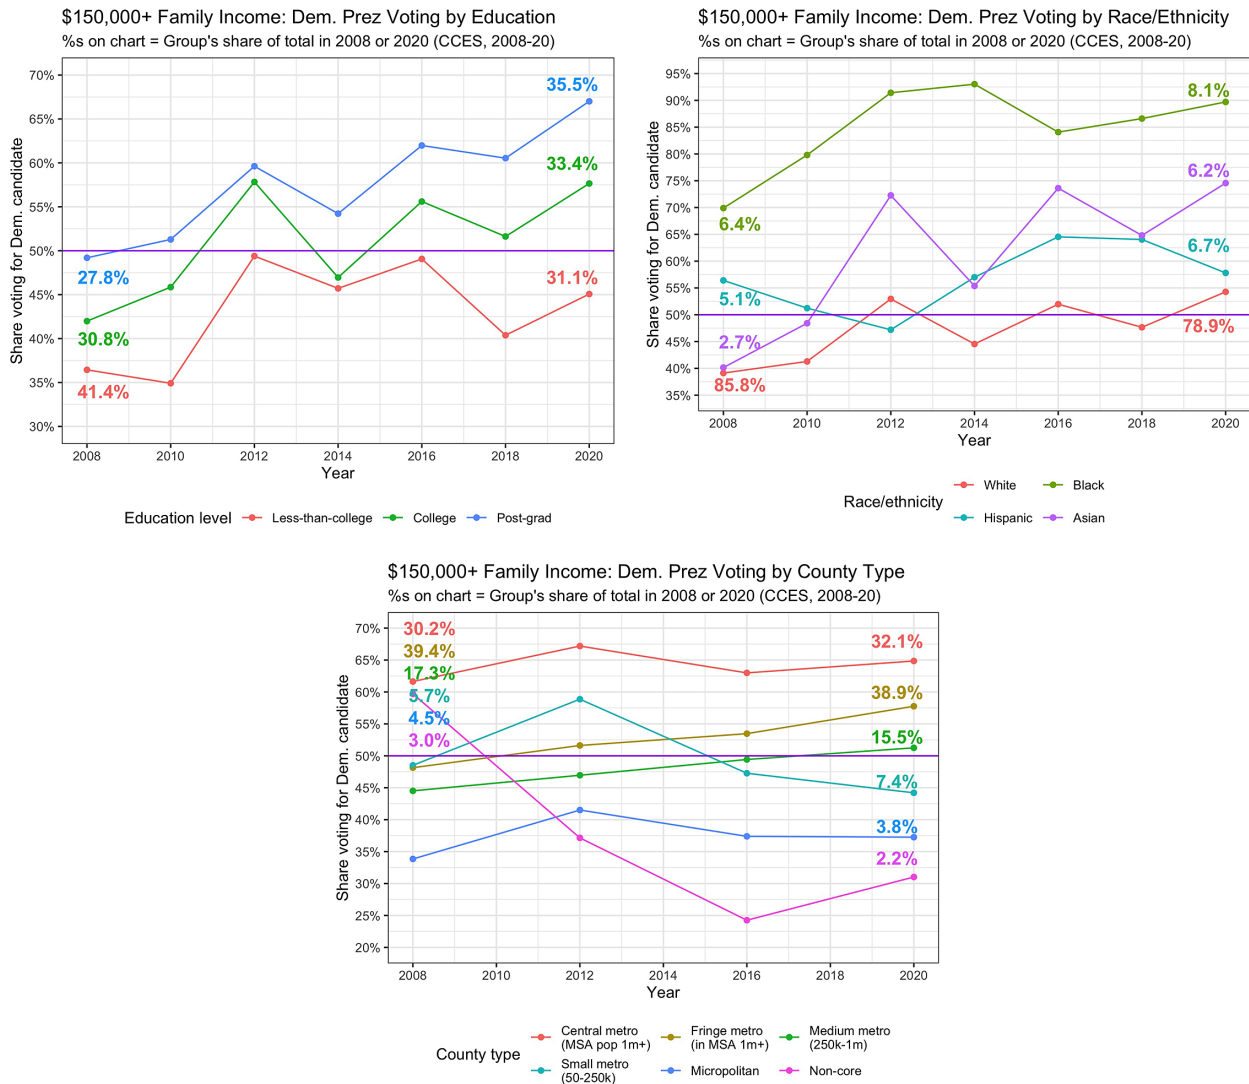 $150,000+ Family Income: Dem. Prez Voting by Education
%s on chart = Group's share of total in 2008 or 2020 (CCES, 2008-20)
Share voting for Dem. candidate
70%
65%
60%
55%
50%
45%
40%
35%
30%
35.5%
33.4%
31.1%
27.8%
30.8%
41.4%
2008
2010
2012
2014
2016
2018
2020
Year
Education level
Less-than-college
College
Post-grad
$150,000+ Family Income: Dem. Prez Voting by Race/Ethnicity
%s on chart = Group's share of total in 2008 or 2020 (CCES, 2008-20)
Share voting for Dem. candidate
95%
90%
85%
80%
75%
70%
65%
60%
55%
50%
45%
40%
35%
8.1%
6.2%
6.7%
78.9%
6.4%
5.1%
2.7%
85.8%
2008
2010
2012
2014
2016
2018
2020
Year
Race/ethnicity
White
Black
Hispanic
Asian
$150,000+ Family Income: Dem. Prez Voting by County Type
%s on chart = Group's share of total in 2008 or 2020 (CCES, 2008-20)
Share voting for Dem. candidate
70%
65%
60%
55%
50%
45%
40%
35%
30%
25%
20%
30.2%
39.4%
17.3%
5.7%
4.5%
3.0%
32.1%
38.9%
15.5%
7.4%
3.8%
2.2%
2008
2010
2012
2014
2016
2018
2020
Year
County type
Central metro
(MSA pop 1m+)
Fringe metro
(in MSA 1m+)
Medium metro
(250k-1m)
Small metro
(50-250k)
Micropolitan
Non-core